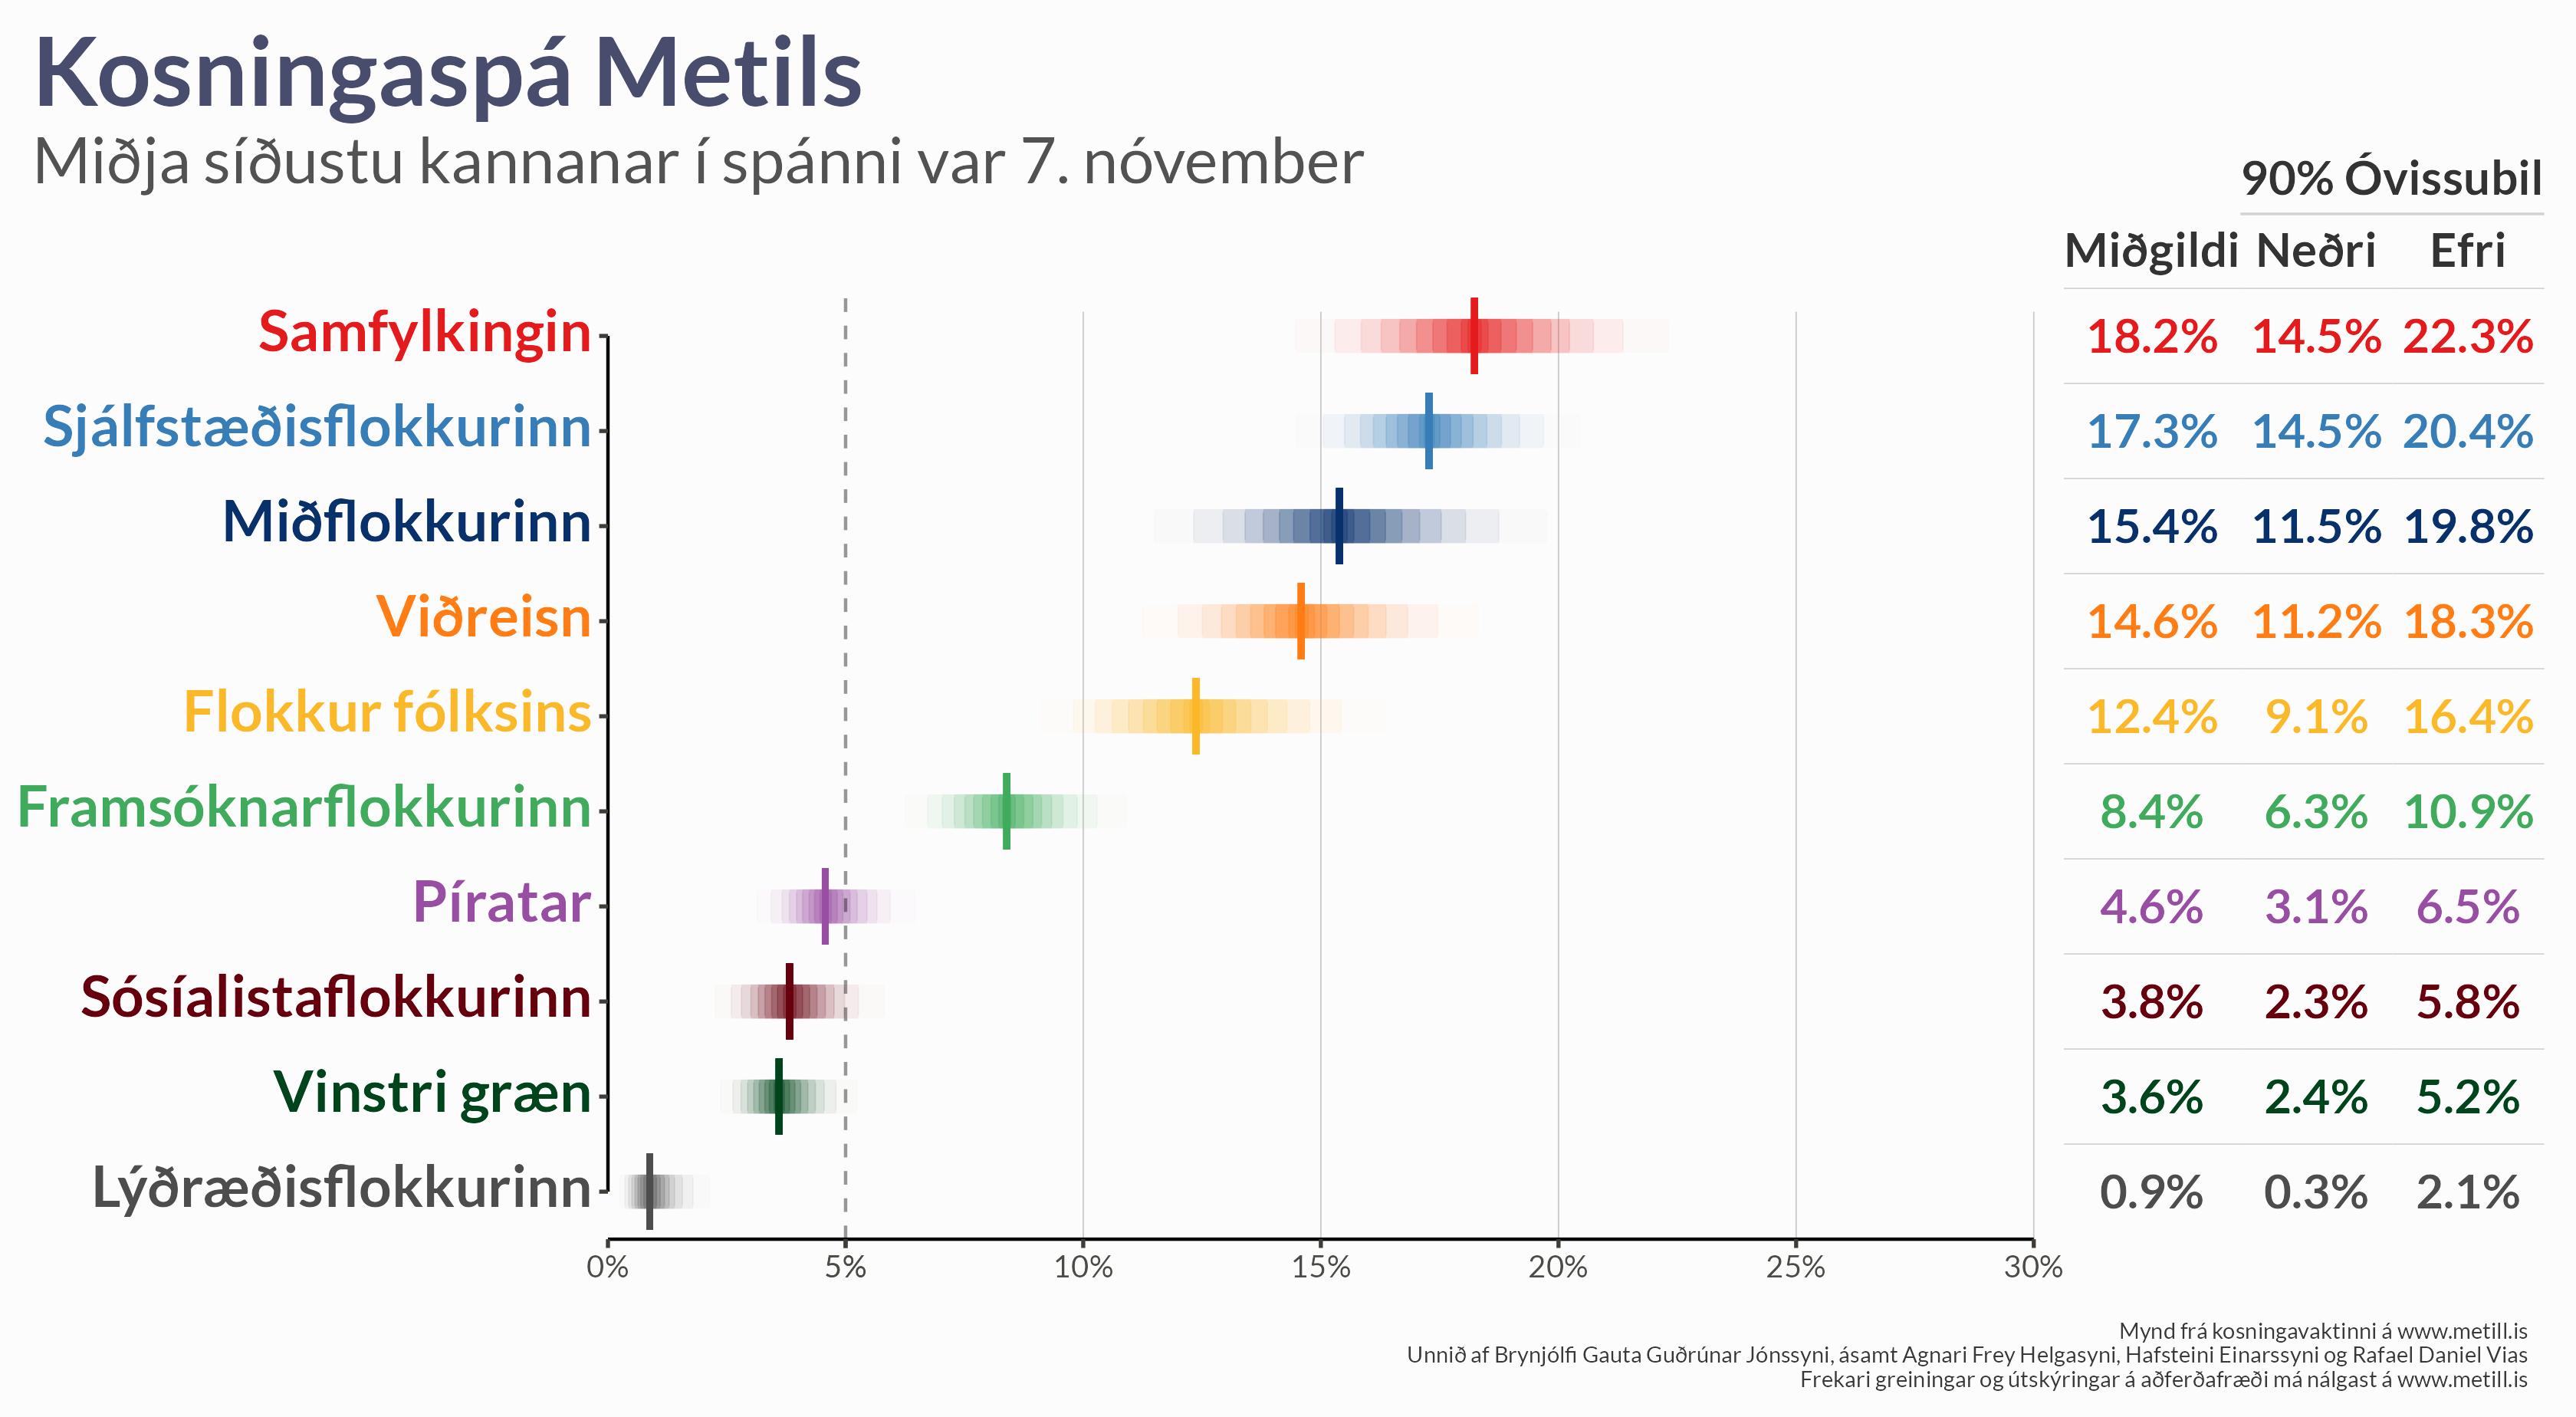 Kosningaspá Metils
Miðja síðustu kannanar í spánni var 7. nóvember
90% Óvissubil
Miðgildi Neðri Efri
Samfylkingin 18.2% 14.5% 22.3%
Sjálfstæðisflokkurinn 17.3% 14.5% 20.4%
Miðflokkurinn 15.4% 11.5% 19.8%
Viðreisn 14.6% 11.2% 18.3%
Flokkur fólksins 12.4% 9.1% 16.4%
Framsóknarflokkurinn 8.4% 6.3% 10.9%
Píratar 4.6% 3.1% 6.5%
Sósíalistaflokkurinn 3.8% 2.3% 5.8%
Vinstri græn 3.6% 2.4% 5.2%
Lýðræðisflokkurinn 0.9% 0.3% 2.1%
0% 5% 10% 15% 20% 25% 30%
Mynd frá kosningavaktinni á www.metill.is
Unnið af Brynjólfi Gauta Guðrúnar Jónssyni, ásamt Agnari Frey Helgasyni, Hafsteini Einarssyni og Rafael Daniel Vias
Frekari greiningar og útskýringar á aðferðafræði má nálgast á www.metill.is